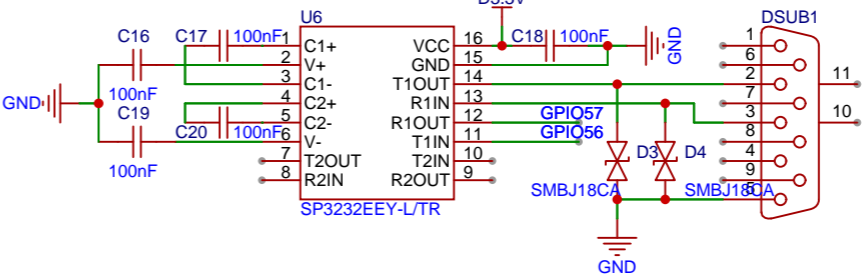 D3.3V
U6
DSUB1
C16
C17
100nF
1
C1+
VCC
16
C18
100nF
GND
1
2
V+
GND
15
6
3
C1-
T1OUT
14
2
11
100nF
GND
4
C2+
R1IN
13
7
C19
5
C2-
R1OUT
12
GPIO57
3
10
C20
100nF
6
V-
T1IN
11
GPIO56
8
100nF
7
T2OUT
T2IN
10
D3
D4
4
8
R2IN
R2OUT
9
9
SMBJ18CA
SMBJ18CA
5
SP3232EEY-L/TR
GND